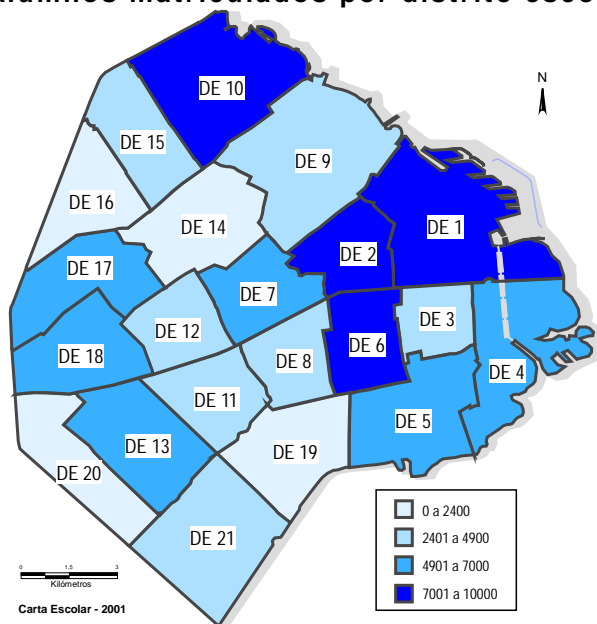 matriculados por distrito
DE 10
N
DE 15
DE 9
DE 16
DE 14
DE 1
DE 2
DE 17
DE 7
DE 3
DE 12
DE 6
DE 18
DE 8
DE 4
DE 11
DE 5
DE 13
DE 19
DE 20
DE 21
0 a 2400
2401 a 4900
4901 a 7000
7001 a 10000
0 1,5 3
Kilómetros
Carta Escolar - 2001